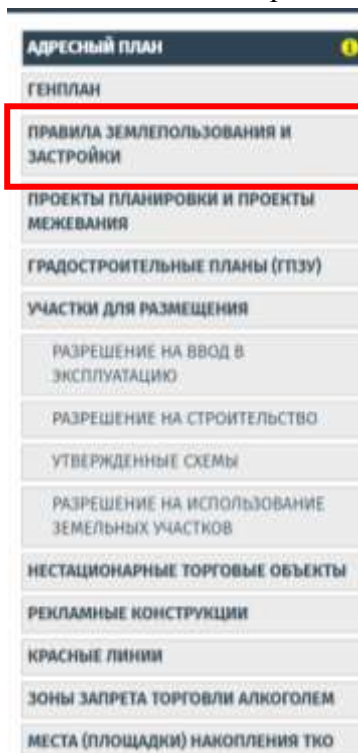 АДРЕСНЫЙ ПЛАН
ГЕНПЛАН
ПРАВИЛА ЗЕМЛЕПОЛЬЗОВАНИЯ И
ЗАСТРОЙКИ
ПРОЕКТЫ ПЛАНИРОВКИ И ПРОЕКТЫ
МЕЖЕВАНИЯ
ГРАДОСТРОИТЕЛЬНЫЕ ПЛАНЫ (ГПЗУ)
УЧАСТКИ ДЛЯ РАЗМЕЩЕНИЯ
РАЗРЕШЕНИЕ НА ВВОД В
ЭКСПЛУАТАЦИЮ
РАЗРЕШЕНИЕ НА СТРОИТЕЛЬСТВО
УТВЕРЖДЕННЫЕ СХЕМЫ
РАЗРЕШЕНИЕ НА ИСПОЛЬЗОВАНИЕ
ЗЕМЕЛЬНЫХ УЧАСТКОВ
НЕСТАЦИОНАРНЫЕ ТОРГОВЫЕ ОБЪЕКТЫ
РЕКЛАМНЫЕ КОНСТРУКЦИИ
КРАСНЫЕ ЛИНИИ
ЗОНЫ ЗАПРЕТА ТОРГОВЛИ АЛКОГОЛЕМ
МЕСТА (ПЛОЩАДКИ) НАКОПЛЕНИЯ ТКО